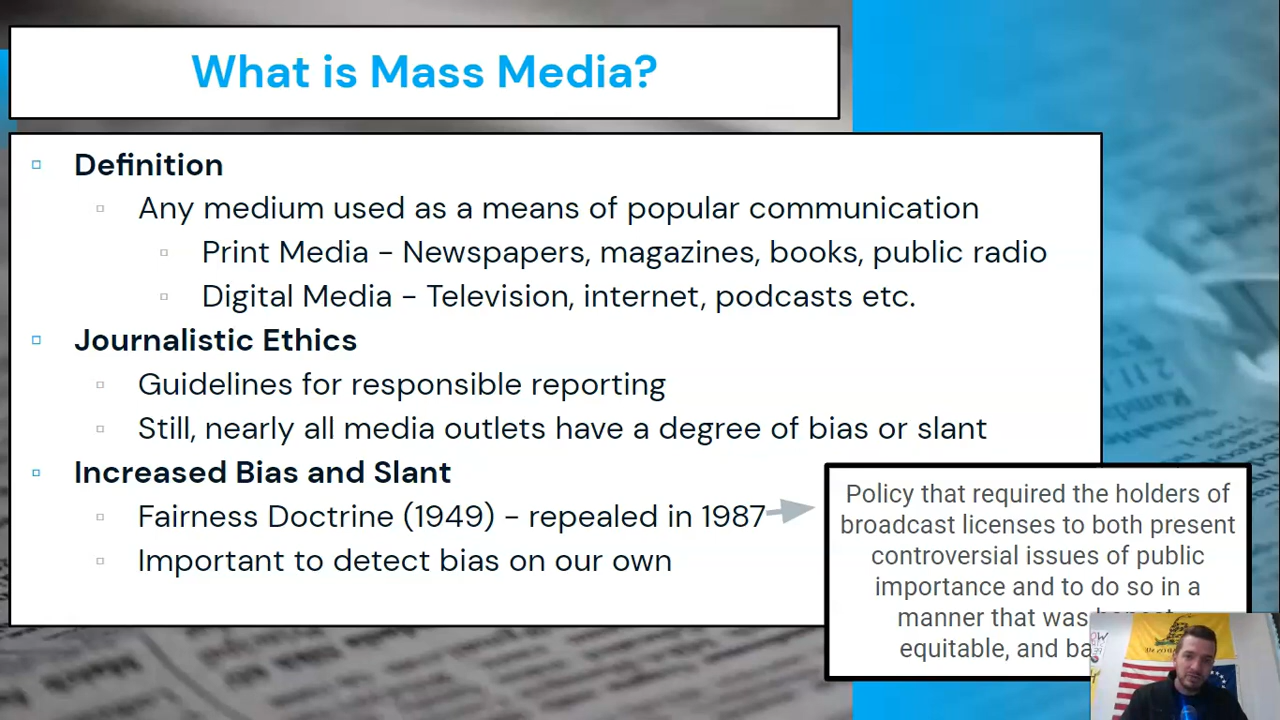 What is Mass Media?
Definition
Any medium used as a means of popular communication
Print Media – Newspapers, magazines, books, public radio
Digital Media – Television, internet, podcasts etc.
Journalistic Ethics
Guidelines for responsible reporting
Still, nearly all media outlets have a degree of bias or slant
Increased Bias and Slant
Fairness Doctrine (1949) – repealed in 1987
Important to detect bias on our own
Policy that required the holders of
broadcast licenses to both present
controversial issues of public
importance and to do so in a
manner that was
equitable, and